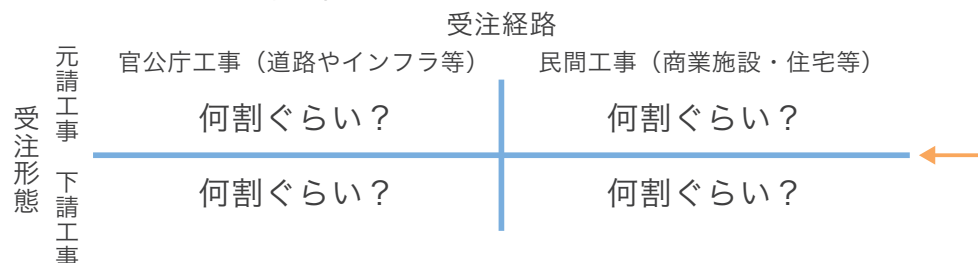 受注経路
官公庁工事（道路やインフラ等）
民間工事（商業施設・住宅等）
受注形態
元請工事
何割ぐらい？
何割ぐらい？
下請工事
何割ぐらい？
何割ぐらい？